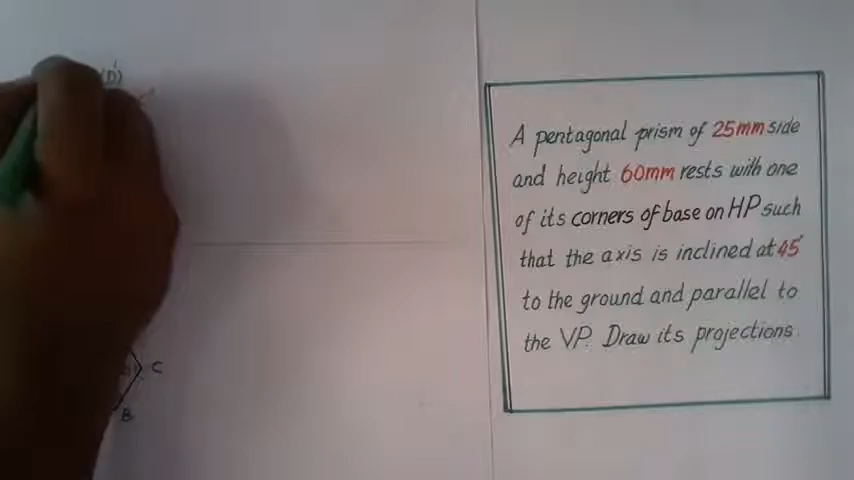 (D')
C
B
A pentagonal prism of 25mm side
and height 60mm rests with one
of its corners of base on HP such
that the axis is inclined at 45°
to the ground and parallel to
the VP. Draw its projections.